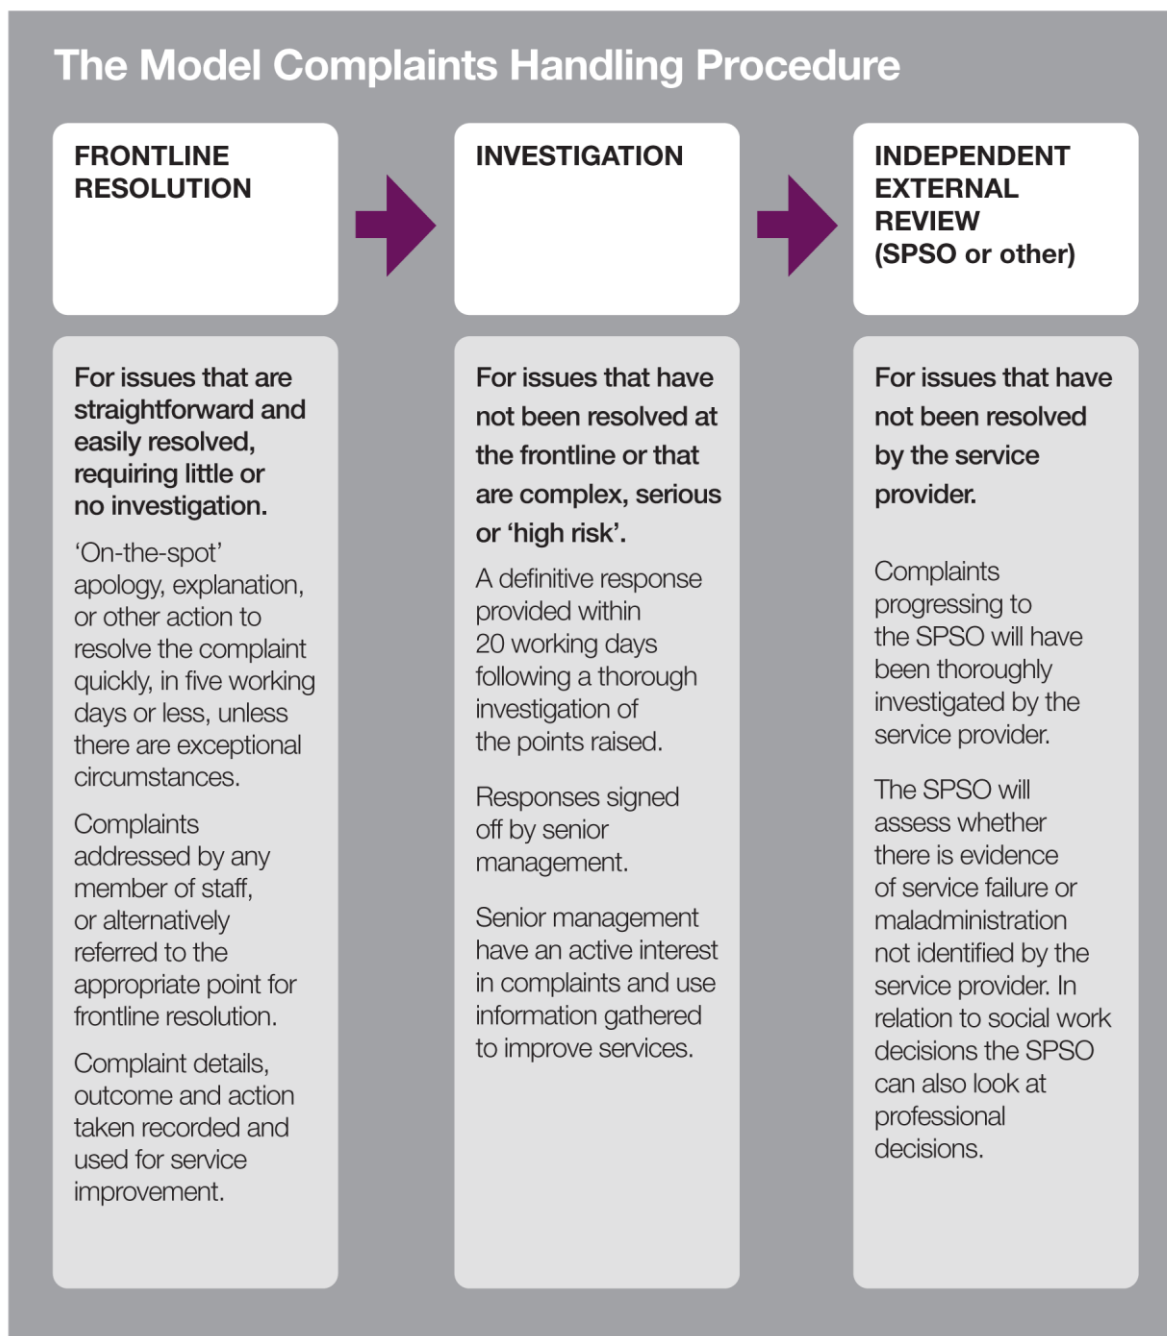 The Model Complaints Handling Procedure
FRONTLINE
RESOLUTION
For issues that are
straightforward and
easily resolved,
requiring little or
no investigation.
‘On-the-spot’
apology, explanation,
or other action to
resolve the complaint
quickly, in five working
days or less, unless
there are exceptional
circumstances.
Complaints
addressed by any
member of staff,
or alternatively
referred to the
appropriate point for
frontline resolution.
Complaint details,
outcome and action
taken recorded and
used for service
improvement.
INVESTIGATION
For issues that have
not been resolved at
the frontline or that
are complex, serious
or ‘high risk’.
A definitive response
provided within
20 working days
following a thorough
investigation of
the points raised.
Responses signed
off by senior
management.
Senior management
have an active interest
in complaints and use
information gathered
to improve services.
INDEPENDENT
EXTERNAL
REVIEW
(SPSO or other)
For issues that have
not been resolved
by the service
provider.
Complaints
progressing to
the SPSO will have
been thoroughly
investigated by the
service provider.
The SPSO will
assess whether
there is evidence
of service failure or
maladministration
not identified by the
service provider. In
relation to social work
decisions the SPSO
can also look at
professional
decisions.